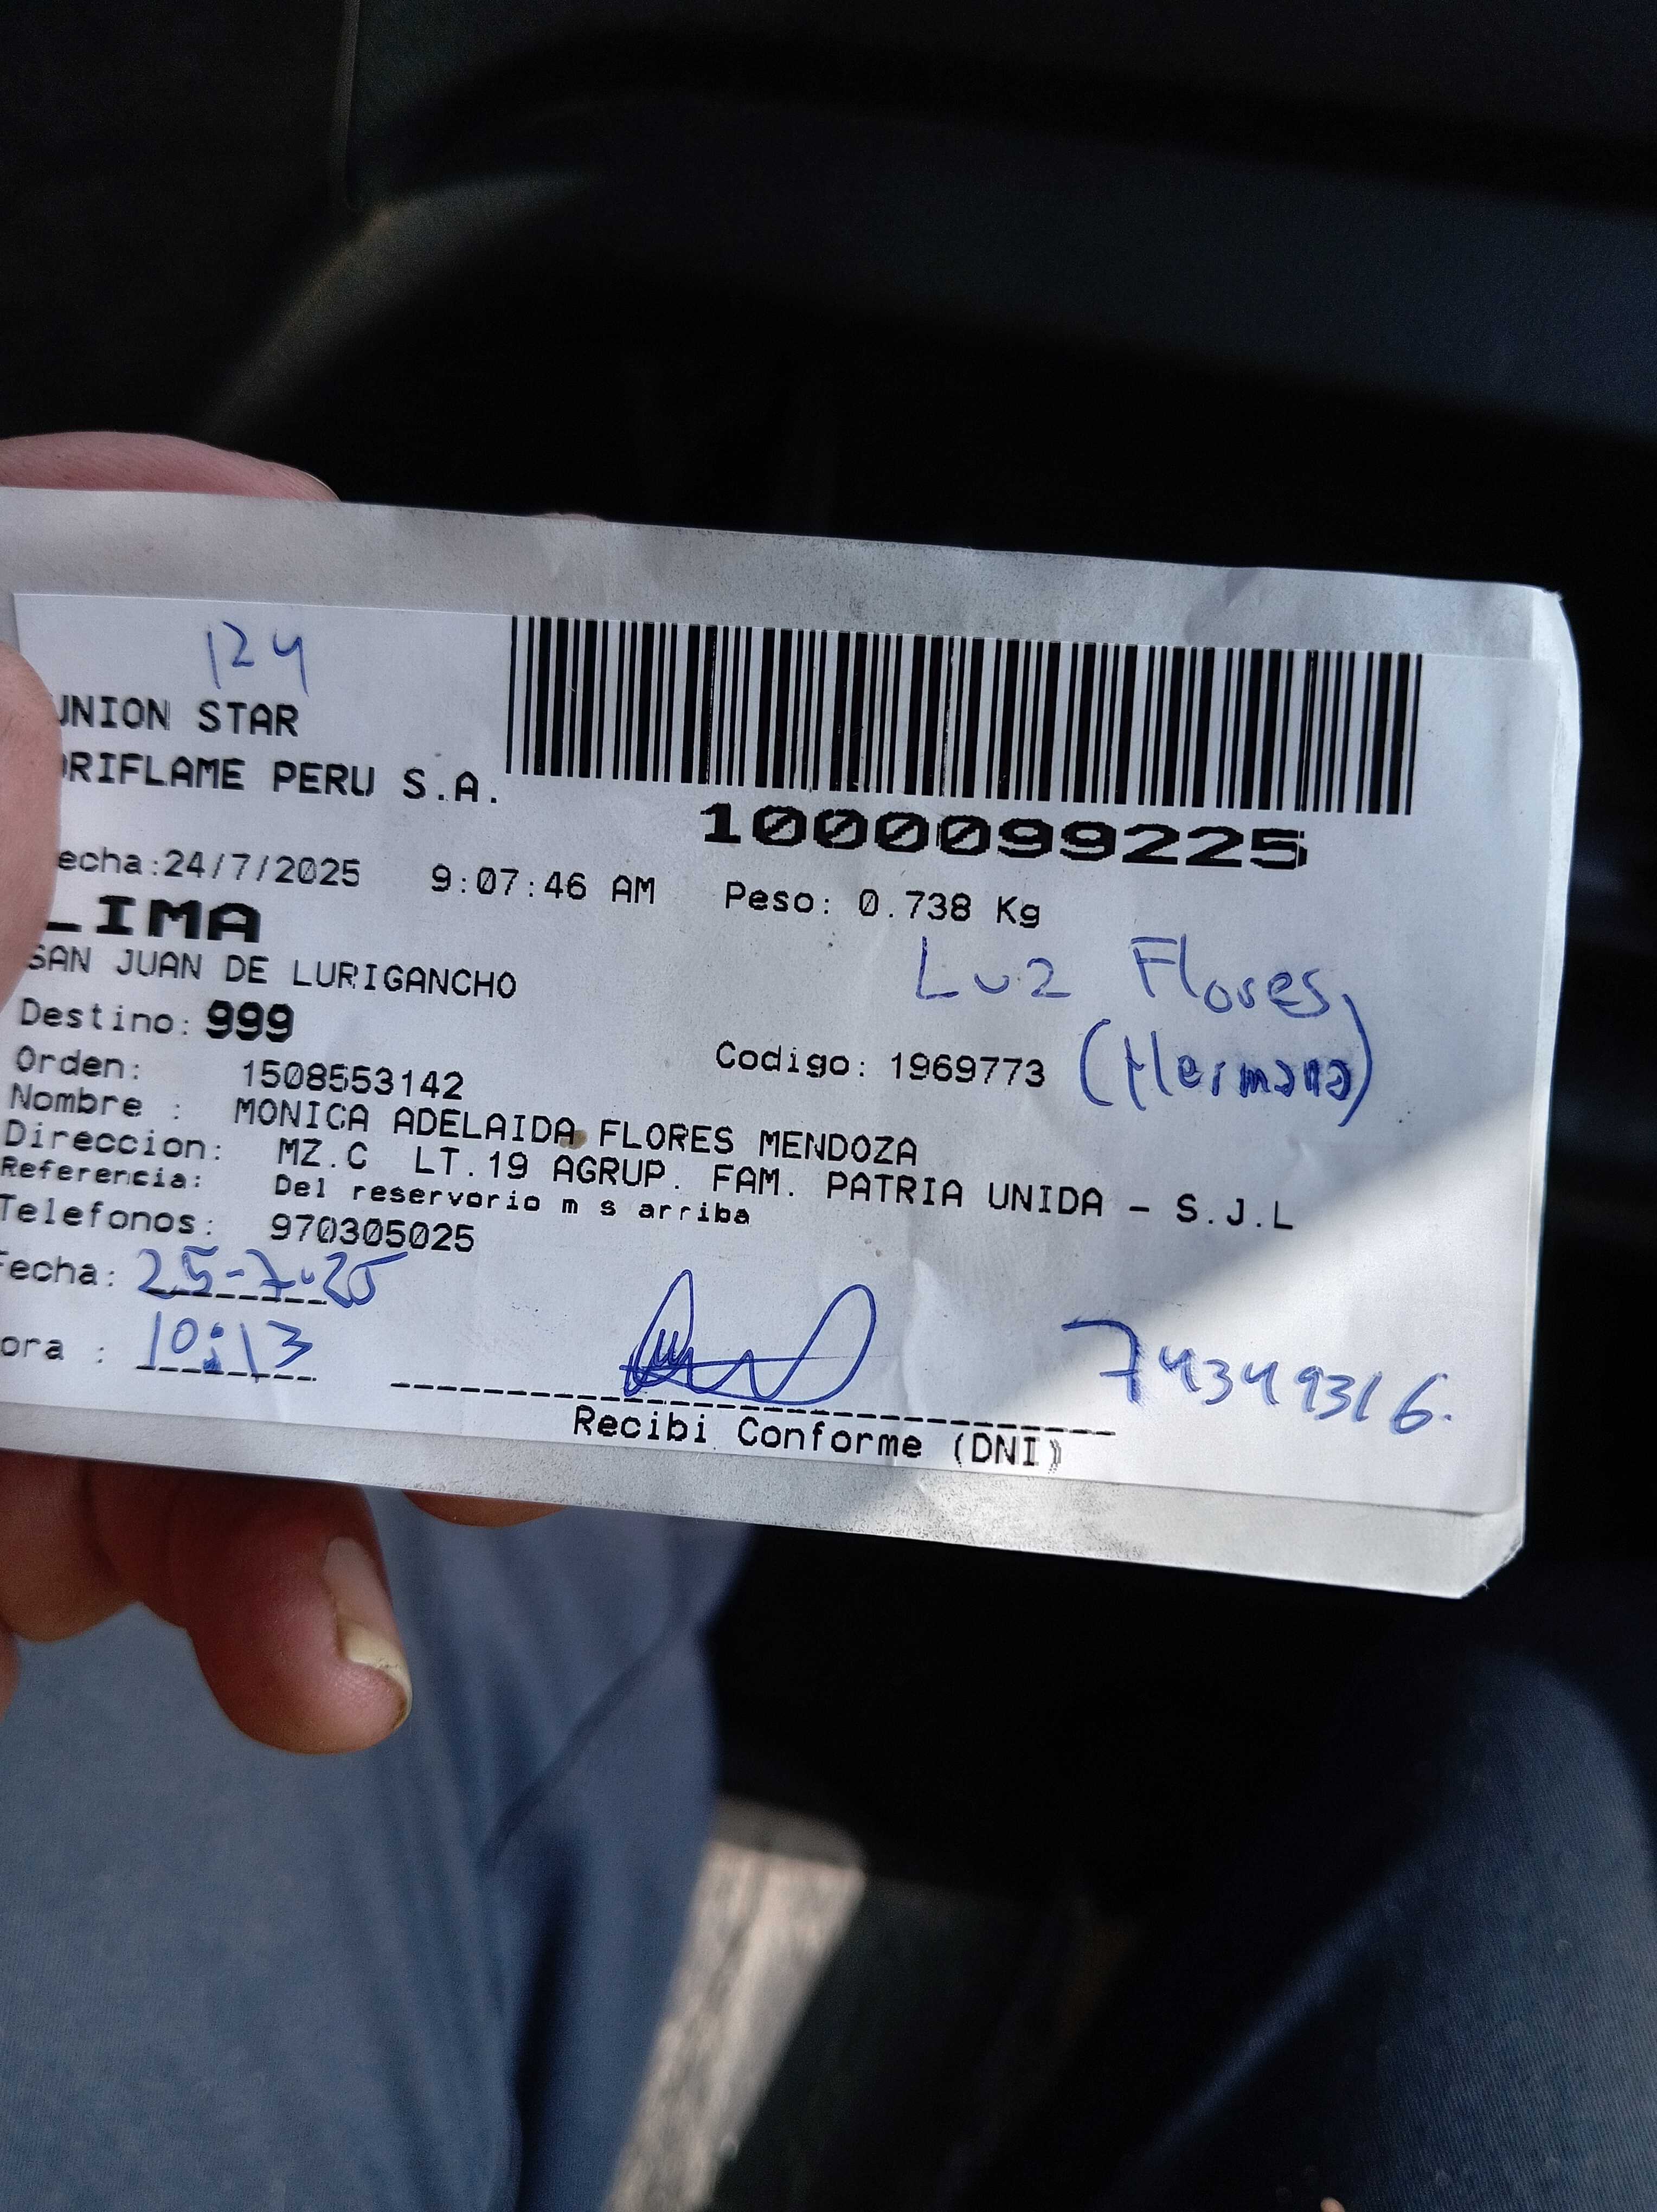 124
UNION STAR
ORIFLAME PERU S.A.
1000099225
echa:24/7/2025 9:07:46 AM Peso: 0.738 Kg
LIMA
SAN JUAN DE LURIGANCHO
Luz Flores
Destino: 999
Codigo: 1969773 (Hermana)
Orden: 1508553142
Nombre : MONICA ADELAIDA FLORES MENDOZA
Direccion: MZ.C LT.19 AGRUP. FAM. PATRIA UNIDA - S.J.L
Referencia: Del reservorio m s arriba
Telefonos: 970305025
Fecha: 25-7-25
ora : 10:13
74349316.
Recibi Conforme (DNI)